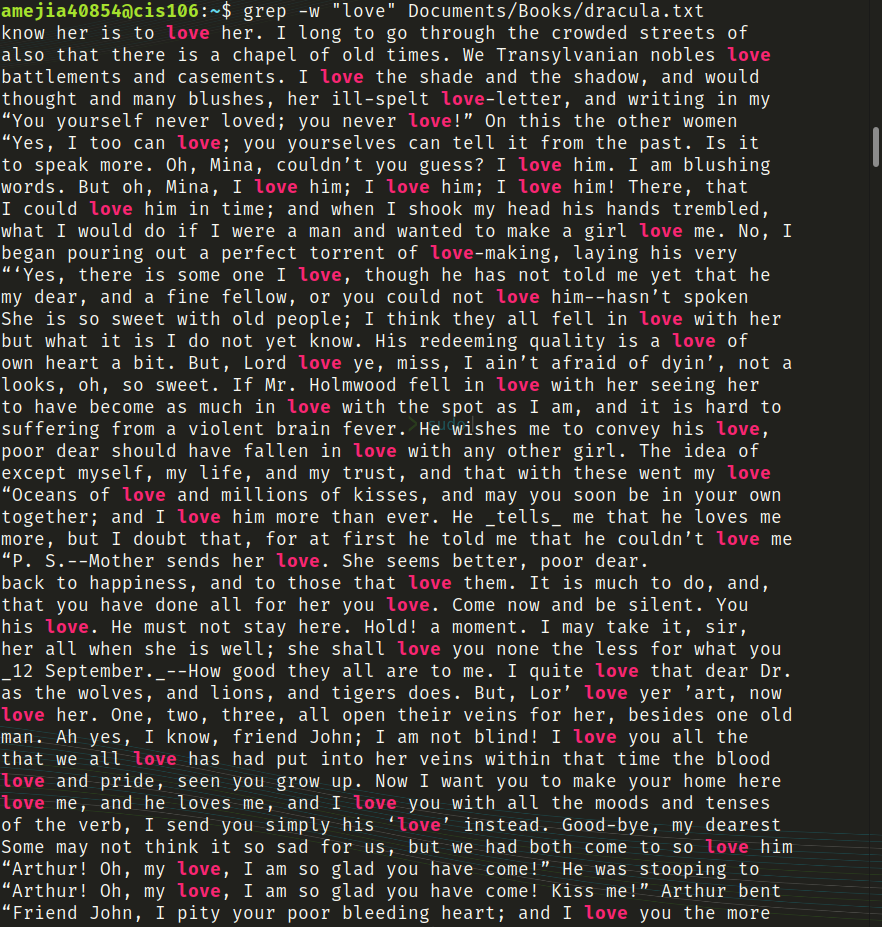 amejia40854@cis106:~$ grep -w "love" Documents/Books/dracula.txt
know her is to love her. I long to go through the crowded streets of
also that there is a chapel of old times. We Transylvanian nobles love
battlements and casements. I love the shade and the shadow, and would
thought and many blushes, her ill-spelt love-letter, and writing in my
“You yourself never loved; you never love!” On this the other women
“Yes, I too can love; you yourselves can tell it from the past. Is it
to speak more. Oh, Mina, couldn’t you guess? I love him. I am blushing
words. But oh, Mina, I love him; I love him; I love him! There, that
I could love him in time; and when I shook my head his hands trembled,
what I would do if I were a man and wanted to make a girl love me. No, I
began pouring out a perfect torrent of love-making, laying his very
“‘Yes, there is some one I love, though he has not told me yet that he
my dear, and a fine fellow, or you could not love him--hasn’t spoken
She is so sweet with old people; I think they all fell in love with her
but what it is I do not yet know. His redeeming quality is a love of
own heart a bit. But, Lord love ye, miss, I ain’t afraid of dyin’, not a
looks, oh, so sweet. If Mr. Holmwood fell in love with her seeing her
to have become as much in love with the spot as I am, and it is hard to
suffering from a violent brain fever. He wishes me to convey his love,
poor dear should have fallen in love with any other girl. The idea of
except myself, my life, and my trust, and that with these went my love
“Oceans of love and millions of kisses, and may you soon be in your own
together; and I love him more than ever. He _tells_ me that he loves me
more, but I doubt that, for at first he told me that he couldn’t love me
“P. S.--Mother sends her love. She seems better, poor dear.
back to happiness, and to those that love them. It is much to do, and,
that you have done all for her you love. Come now and be silent. You
his love. He must not stay here. Hold! a moment. I may take it, sir,
her all when she is well; she shall love you none the less for what you
_12 September._--How good they all are to me. I quite love that dear Dr.
as the wolves, and lions, and tigers does. But, Lor’ love yer ’art, now
love her. One, two, three, all open their veins for her, besides one old
man. Ah yes, I know, friend John; I am not blind! I love you all the
that we all love has had put into her veins within that time the blood
love and pride, seen you grow up. Now I want you to make your home here
love me, and he loves me, and I love you with all the moods and tenses
of the verb, I send you simply his ‘love’ instead. Good-bye, my dearest
Some may not think it so sad for us, but we had both come to so love him
“Arthur! Oh, my love, I am so glad you have come!” He was stooping to
“Arthur! Oh, my love, I am so glad you have come! Kiss me!” Arthur bent
“Friend John, I pity your poor bleeding heart; and I love you the more